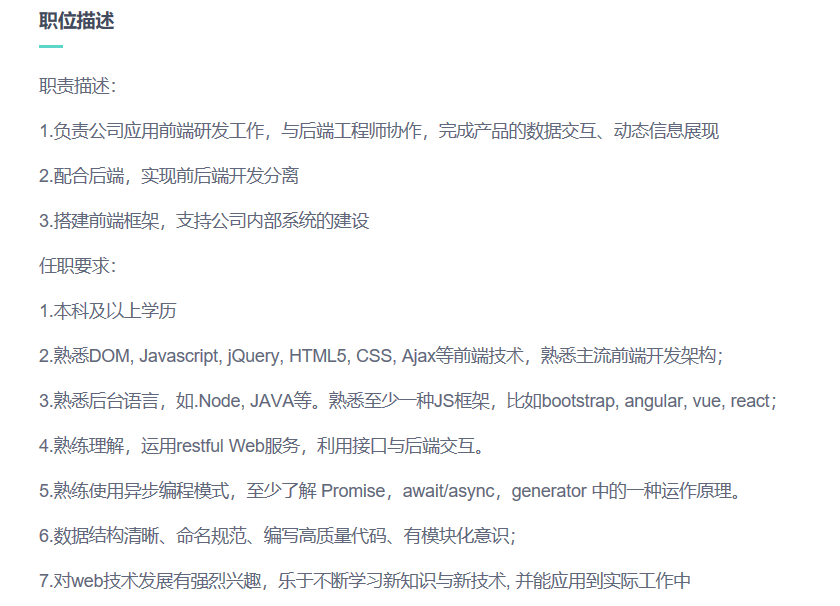 职位描述
职责描述：
1.负责公司应用前端研发工作，与后端工程师协作，完成产品的数据交互、动态信息展现
2.配合后端，实现前后端开发分离
3.搭建前端框架，支持公司内部系统的建设
任职要求：
1.本科及以上学历
2.熟悉DOM, Javascript, jQuery, HTML5, CSS, Ajax等前端技术，熟悉主流前端开发架构；
3.熟悉后台语言，如.Node, JAVA等。熟悉至少一种JS框架，比如bootstrap, angular, vue, react；
4.熟练理解，运用restful Web服务，利用接口与后端交互。
5.熟练使用异步编程模式，至少了解 Promise，await/async，generator 中的一种运作原理。
6.数据结构清晰、命名规范、编写高质量代码、有模块化意识；
7.对web技术发展有强烈兴趣，乐于不断学习新知识与新技术, 并能应用到实际工作中